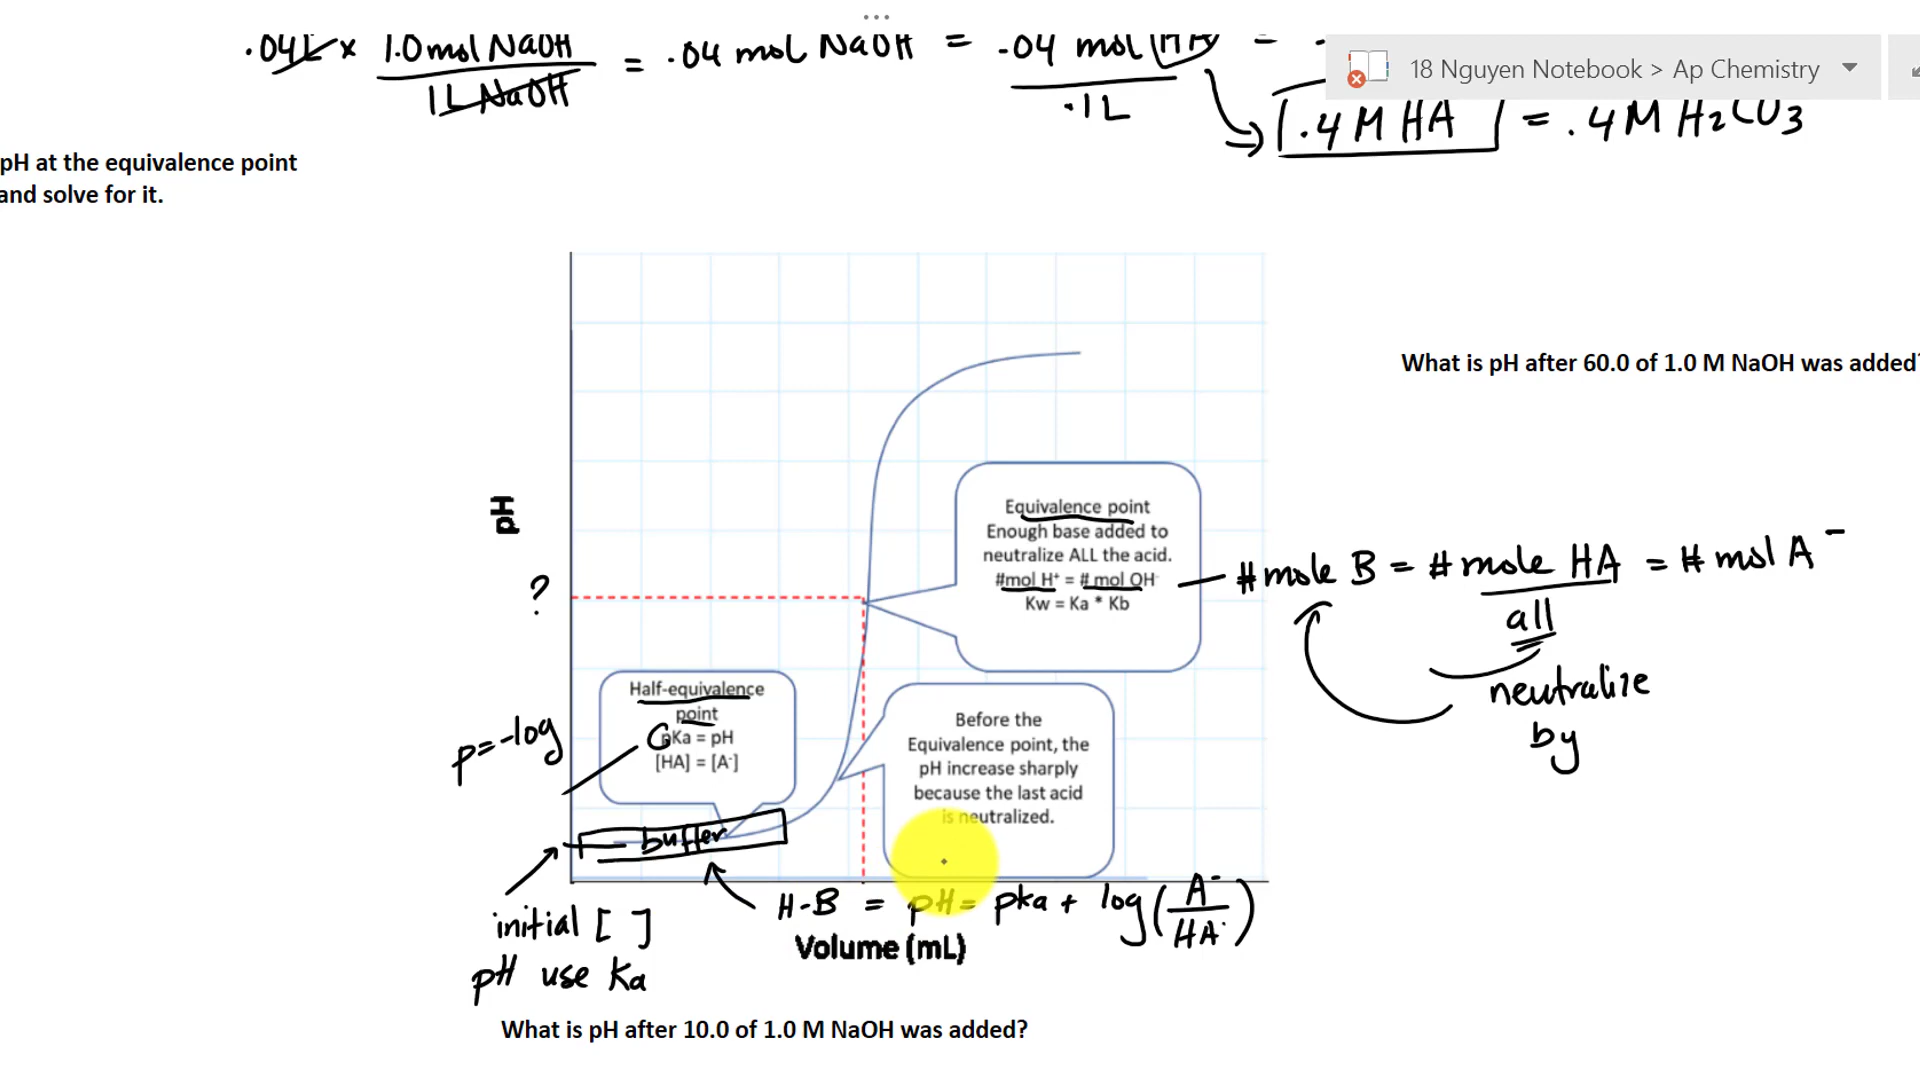 .04L x 1.0 mol NaOH / 1L NaOH = .04 mol NaOH = .04 mol HA / .1L =
.4 M HA = .4 M H2CO3
18 Nguyen Notebook > Ap Chemistry
pH at the equivalence point
and solve for it.
What is pH after 60.0 of 1.0 M NaOH was added?
pH
?
Equivalence point
Enough base added to
neutralize ALL the acid.
#mol H⁺ = # mol OH⁻
Kw = Ka * Kb
#mole B = #mole HA = #mol A⁻
all
neutralize
by
Half-equivalence
point
pKa = pH
[HA] = [A⁻]
p=-log
Before the
Equivalence point, the
pH increase sharply
because the last acid
is neutralized.
buffer
initial [ ]
pH use Ka
H-B = pH = pka + log(A⁻/HA)
Volume (mL)
What is pH after 10.0 of 1.0 M NaOH was added?